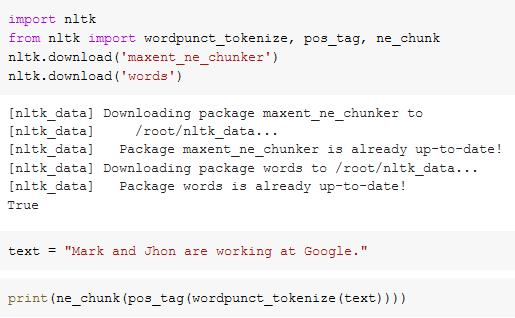 import nltk
from nltk import wordpunct_tokenize, pos_tag, ne_chunk
nltk.download('maxent_ne_chunker')
nltk.download('words')
[nltk_data] Downloading package maxent_ne_chunker to
[nltk_data]     /root/nltk_data...
[nltk_data]   Package maxent_ne_chunker is already up-to-date!
[nltk_data] Downloading package words to /root/nltk_data...
[nltk_data]   Package words is already up-to-date!
True
text = "Mark and Jhon are working at Google."
print(ne_chunk(pos_tag(wordpunct_tokenize(text))))